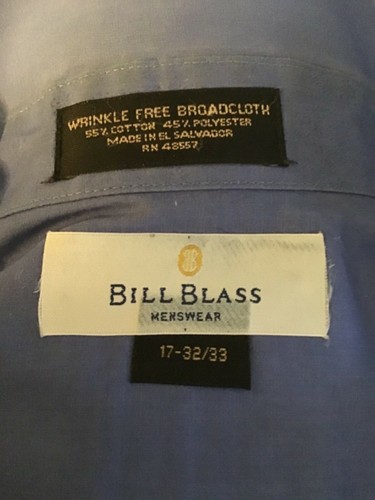 WRINKLE FREE BROADCLOTH
55% COTTON 45% POLYESTER
MADE IN EL SALVADOR
RN 48557
BILL BLASS
MENSWEAR
17-32/33